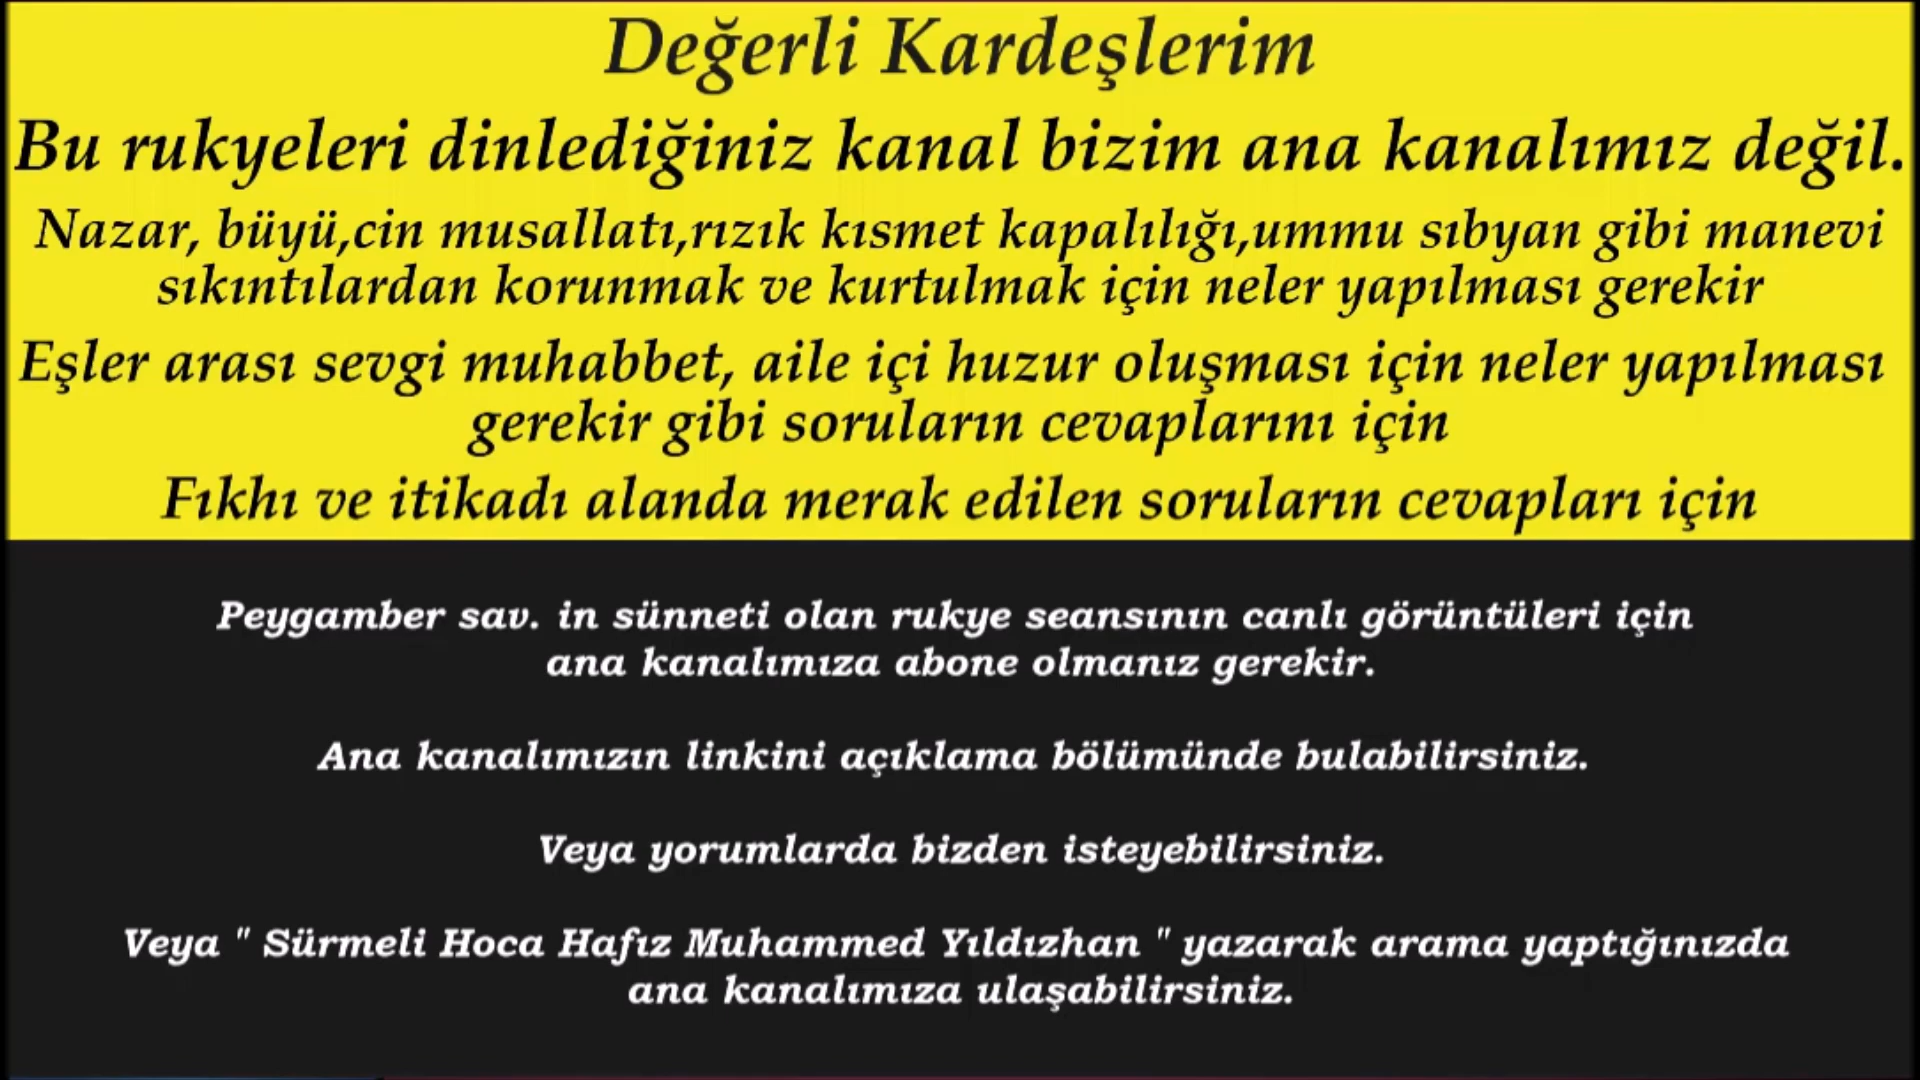 Değerli Kardeşlerim
Bu rukyeleri dinlediğiniz kanal bizim ana kanalımız değil.
Nazar, büyü,cin musallatı,rızık kısmet kapalılığı,ummu sıbyan gibi manevi
sıkıntılardan korunmak ve kurtulmak için neler yapılması gerekir
Eşler arası sevgi muhabbet, aile içi huzur oluşması için neler yapılması
gerekir gibi soruların cevaplarını için
Fıkhı ve itikadı alanda merak edilen soruların cevapları için
Peygamber sav. in sünneti olan rukye seansının canlı görüntüleri için
ana kanalımıza abone olmanız gerekir.
Ana kanalımızın linkini açıklama bölümünde bulabilirsiniz.
Veya yorumlarda bizden isteyebilirsiniz.
Veya " Sürmeli Hoca Hafız Muhammed Yıldızhan " yazarak arama yaptığınızda
ana kanalımıza ulaşabilirsiniz.